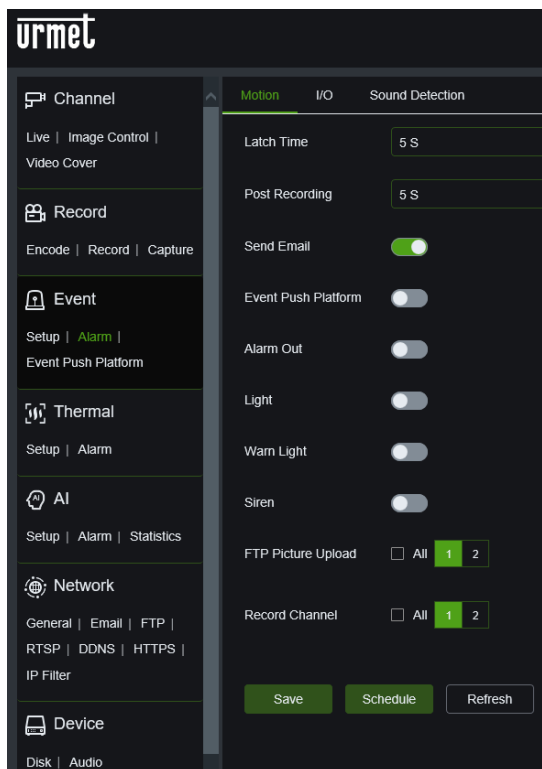 urmet
Channel
Live | Image Control |
Video Cover
Record
Encode | Record | Capture
Event
Setup | Alarm |
Event Push Platform
Thermal
Setup | Alarm
AI
AI
Setup | Alarm | Statistics
Network
General | Email | FTP |
RTSP | DDNS | HTTPS |
IP Filter
Device
Disk | Audio
Motion I/O Sound Detection
Latch Time 5 S
Post Recording 5 S
Send Email
Event Push Platform
Alarm Out
Light
Warn Light
Siren
FTP Picture Upload All 1 2
Record Channel All 1 2
Save Schedule Refresh